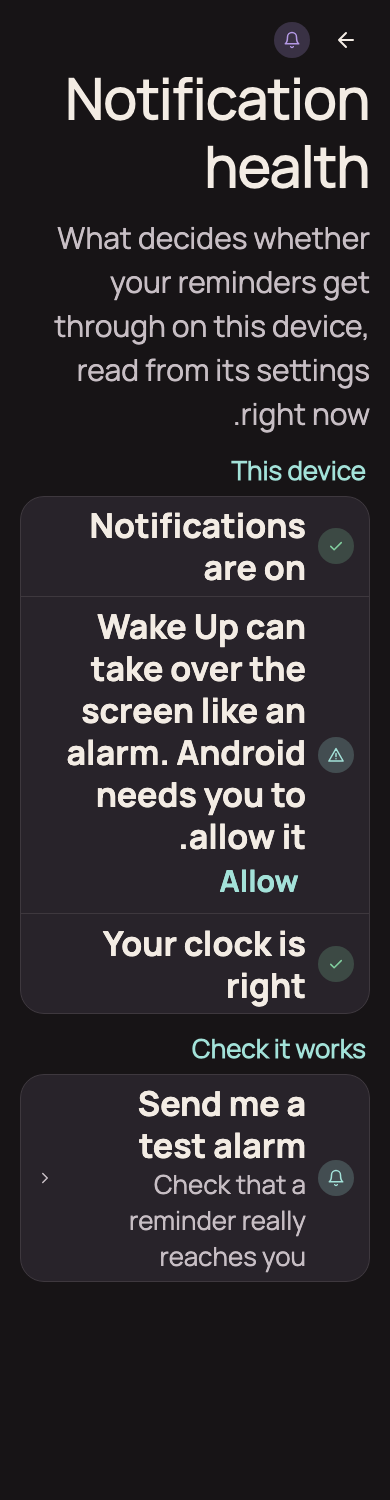 Notification
health
What decides whether
your reminders get
through on this device,
read from its settings
.right now
This device
Notifications
are on
Wake Up can
take over the
screen like an
alarm. Android
needs you to
.allow it
Allow
Your clock is
right
Check it works
Send me a
test alarm
Check that a
reminder really
reaches you